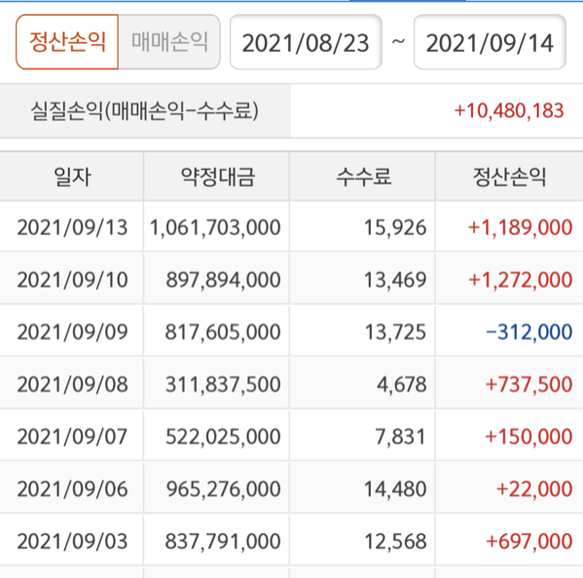 정산손익 매매손익 2021/08/23 ~ 2021/09/14
실질손익(매매손익-수수료) +10,480,183
일자 약정대금 수수료 정산손익
2021/09/13 1,061,703,000 15,926 +1,189,000
2021/09/10 897,894,000 13,469 +1,272,000
2021/09/09 817,605,000 13,725 -312,000
2021/09/08 311,837,500 4,678 +737,500
2021/09/07 522,025,000 7,831 +150,000
2021/09/06 965,276,000 14,480 +22,000
2021/09/03 837,791,000 12,568 +697,000